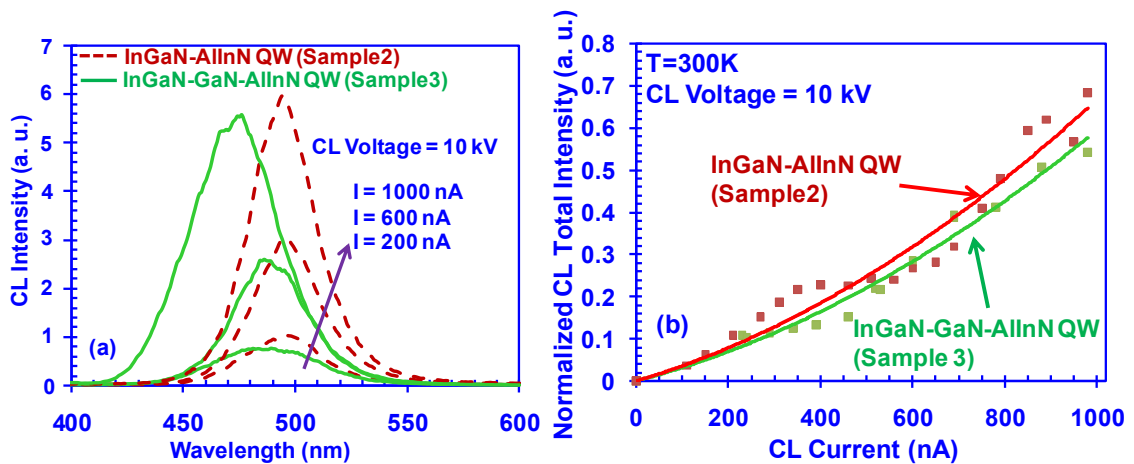 CL Intensity (a. u.)
7
6
5
4
3
2
1
0
InGaN-AlInN QW (Sample2)
InGaN-GaN-AlInN QW (Sample3)
CL Voltage = 10 kV
I = 1000 nA
I = 600 nA
I = 200 nA
(a)
400
450
500
550
600
Wavelength (nm)
Normalized CL Total Intensity (a. u.)
0.8
0.7
0.6
0.5
0.4
0.3
0.2
0.1
0
T=300K
CL Voltage = 10 kV
InGaN-AlInN QW
(Sample2)
(b)
InGaN-GaN-AlInN QW
(Sample 3)
0
200
400
600
800
1000
CL Current (nA)